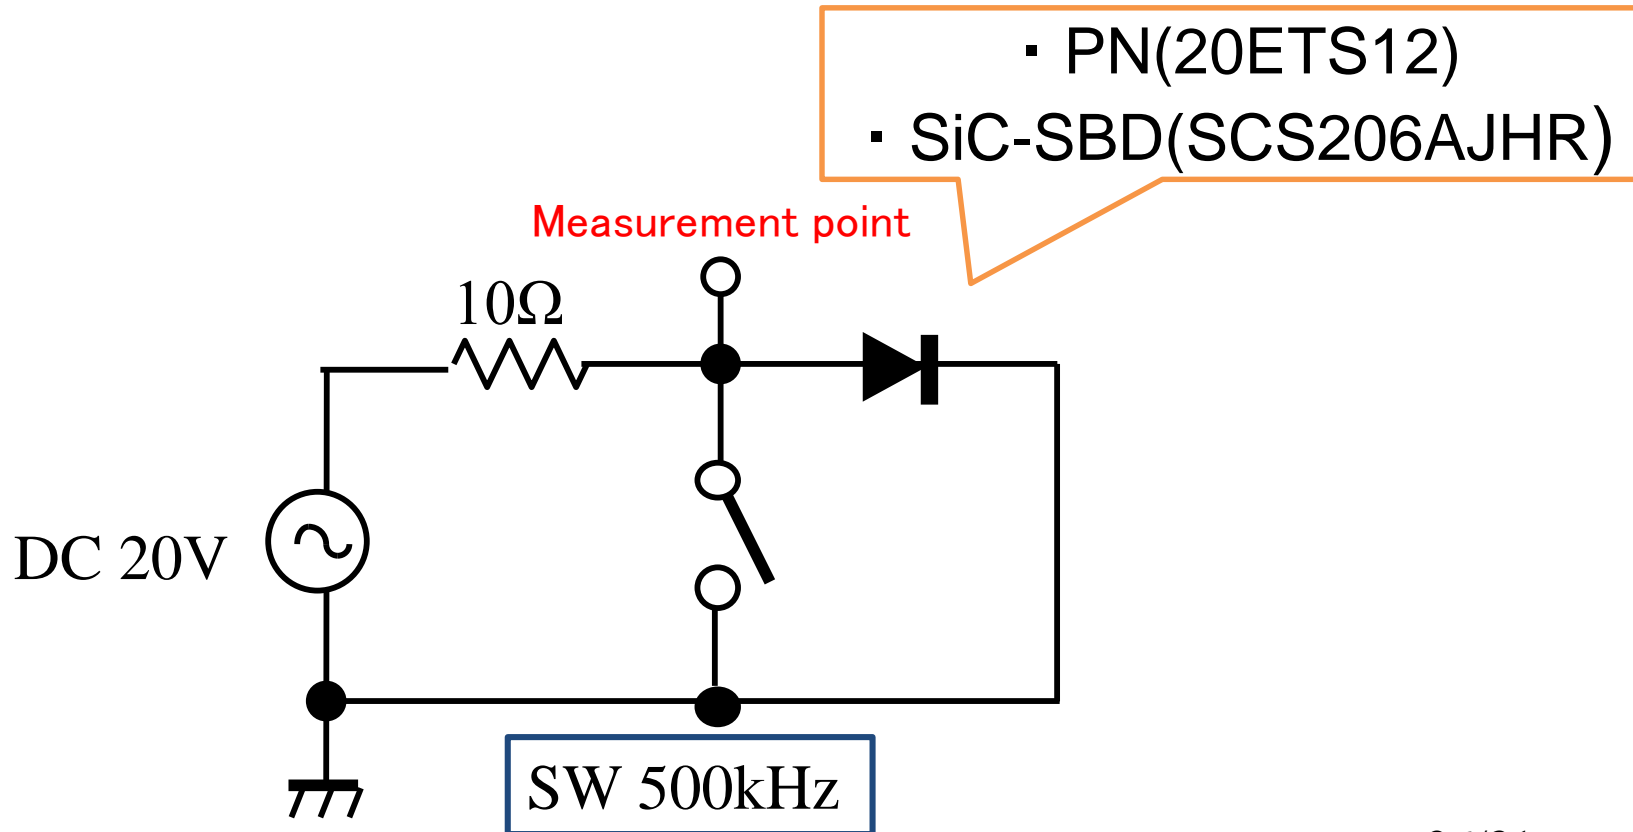 ・PN(20ETS12)
・SiC-SBD(SCS206AJHR)
Measurement point
10Ω
DC 20V
SW 500kHz